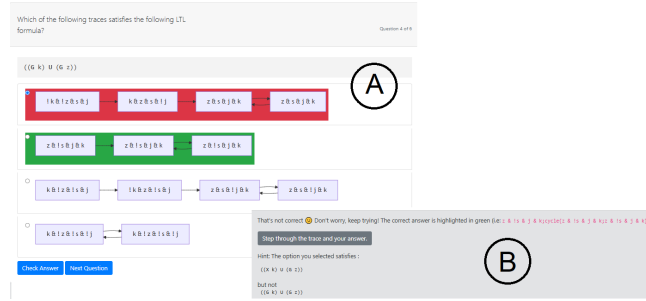 Which of the following traces satisfies the following LTL
formula?
Question 4 of 6
((G k) U (G z))
A
!k & !z & s & j
k & z & s & !j
z & s & j & k
z & s & j & k
z & !s & j & k
z & !s & j & k
z & !s & j & k
k & !z & !s & j
!k & z & !s & j
z & s & !j & k
z & s & !j & k
k & !z & !s & !j
k & !z & !s & !j
Check Answer
Next Question
That's not correct 😕 Don't worry, keep trying! The correct answer is highlighted in green (i.e. z & !s & j & k;cycle{z & !s & j & k;z & !s & j & k}
Step through the trace and your answer.
Hint: The option you selected satisfies :
((X k) U (G z))
but not
((G k) U (G z))
B